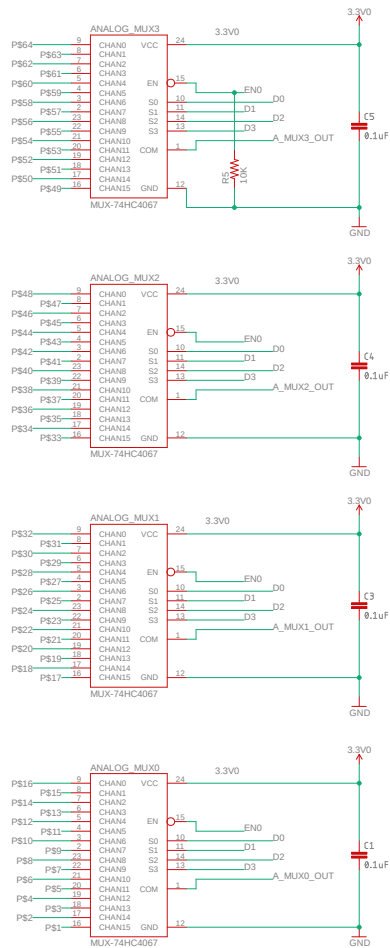 3.3V0
ANALOG_MUX3 3.3V0
P$64 9 CHAN0 VCC 24
P$63 8 CHAN1
P$62 7 CHAN2
P$61 6 CHAN3
P$60 5 CHAN4 EN 15
P$59 4 CHAN5 EN0
P$58 3 CHAN6 S0 10 D0
P$57 2 CHAN7 S1 11 D1
P$56 23 CHAN8 S2 14 D2
P$55 22 CHAN9 S3 13 D3
P$54 21 CHAN10
P$53 20 CHAN11 COM 1 A_MUX3_OUT
P$52 19 CHAN12
P$51 18 CHAN13
P$50 17 CHAN14
P$49 16 CHAN15 GND 12
MUX-74HC4067
R5
10K
C5
0.1uF
GND
3.3V0
ANALOG_MUX2 3.3V0
P$48 9 CHAN0 VCC 24
P$47 8 CHAN1
P$46 7 CHAN2
P$45 6 CHAN3
P$44 5 CHAN4 EN 15
P$43 4 CHAN5 EN0
P$42 3 CHAN6 S0 10 D0
P$41 2 CHAN7 S1 11 D1
P$40 23 CHAN8 S2 14 D2
P$39 22 CHAN9 S3 13 D3
P$38 21 CHAN10
P$37 20 CHAN11 COM 1 A_MUX2_OUT
P$36 19 CHAN12
P$35 18 CHAN13
P$34 17 CHAN14
P$33 16 CHAN15 GND 12
MUX-74HC4067
C4
0.1uF
GND
3.3V0
ANALOG_MUX1 3.3V0
P$32 9 CHAN0 VCC 24
P$31 8 CHAN1
P$30 7 CHAN2
P$29 6 CHAN3
P$28 5 CHAN4 EN 15
P$27 4 CHAN5 EN0
P$26 3 CHAN6 S0 10 D0
P$25 2 CHAN7 S1 11 D1
P$24 23 CHAN8 S2 14 D2
P$23 22 CHAN9 S3 13 D3
P$22 21 CHAN10
P$21 20 CHAN11 COM 1 A_MUX1_OUT
P$20 19 CHAN12
P$19 18 CHAN13
P$18 17 CHAN14
P$17 16 CHAN15 GND 12
MUX-74HC4067
C3
0.1uF
GND
3.3V0
ANALOG_MUX0 3.3V0
P$16 9 CHAN0 VCC 24
P$15 8 CHAN1
P$14 7 CHAN2
P$13 6 CHAN3
P$12 5 CHAN4 EN 15
P$11 4 CHAN5 EN0
P$10 3 CHAN6 S0 10 D0
P$9 2 CHAN7 S1 11 D1
P$8 23 CHAN8 S2 14 D2
P$7 22 CHAN9 S3 13 D3
P$6 21 CHAN10
P$5 20 CHAN11 COM 1 A_MUX0_OUT
P$4 19 CHAN12
P$3 18 CHAN13
P$2 17 CHAN14
P$1 16 CHAN15 GND 12
MUX-74HC4067
C1
0.1uF
GND